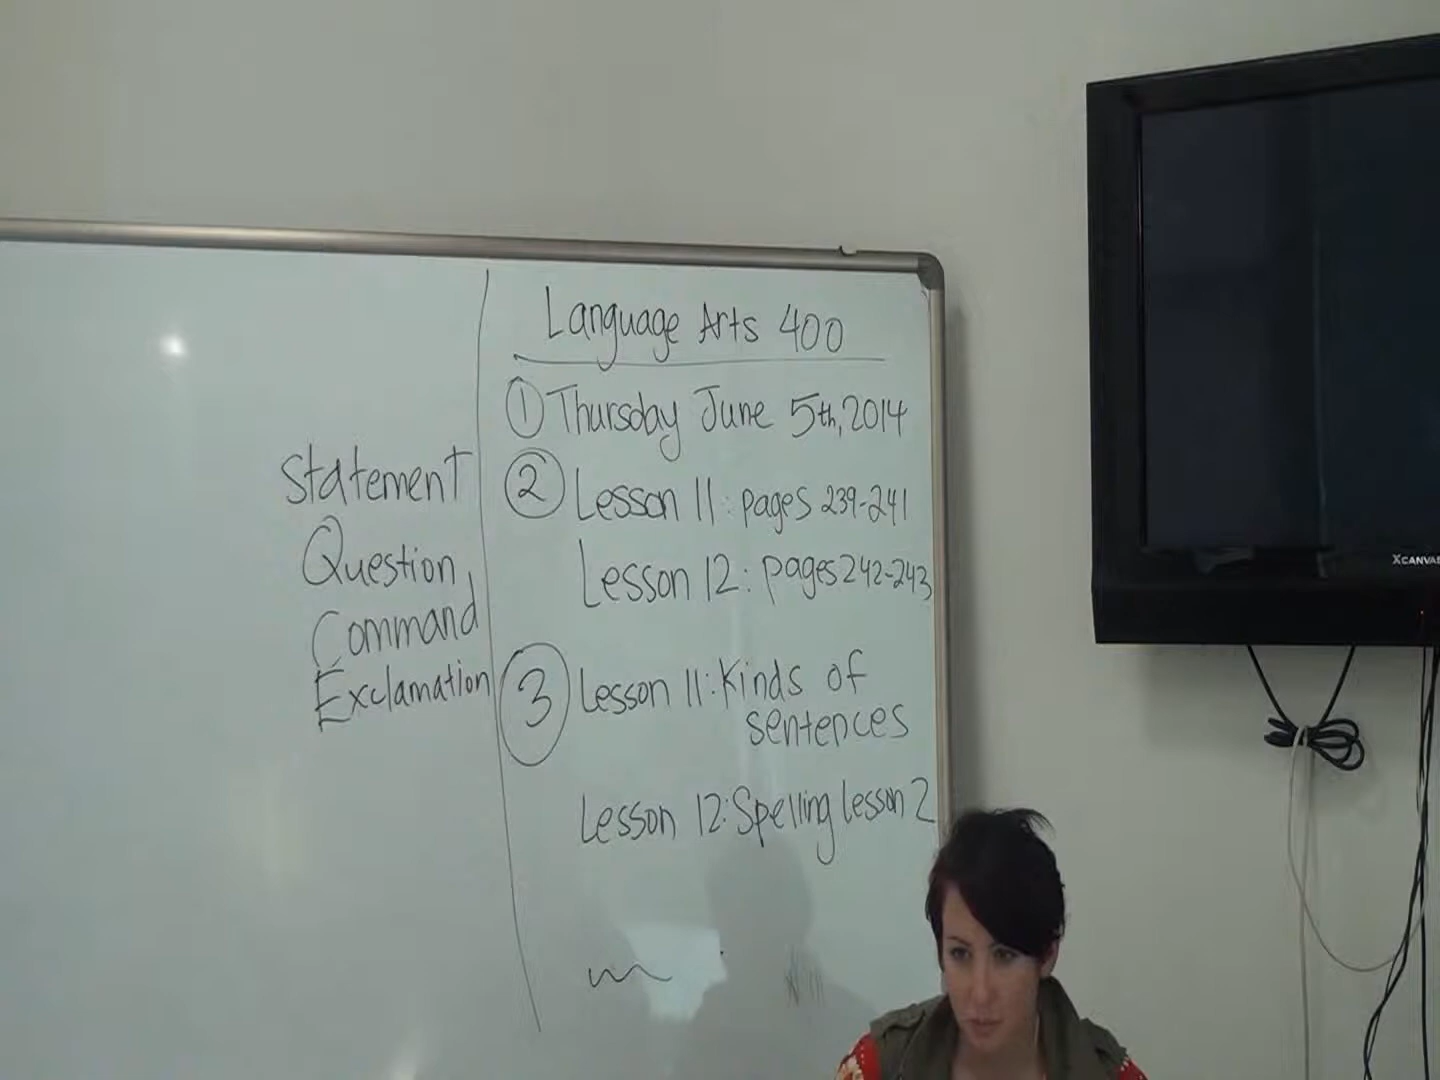 Statement
Question
Command
Exclamation
Language Arts 400
1 Thursday June 5th, 2014
2 Lesson 11: pages 239-241
Lesson 12: pages 242-243
3 Lesson 11: Kinds of
sentences
Lesson 12: Spelling lesson 2
XCANVAS